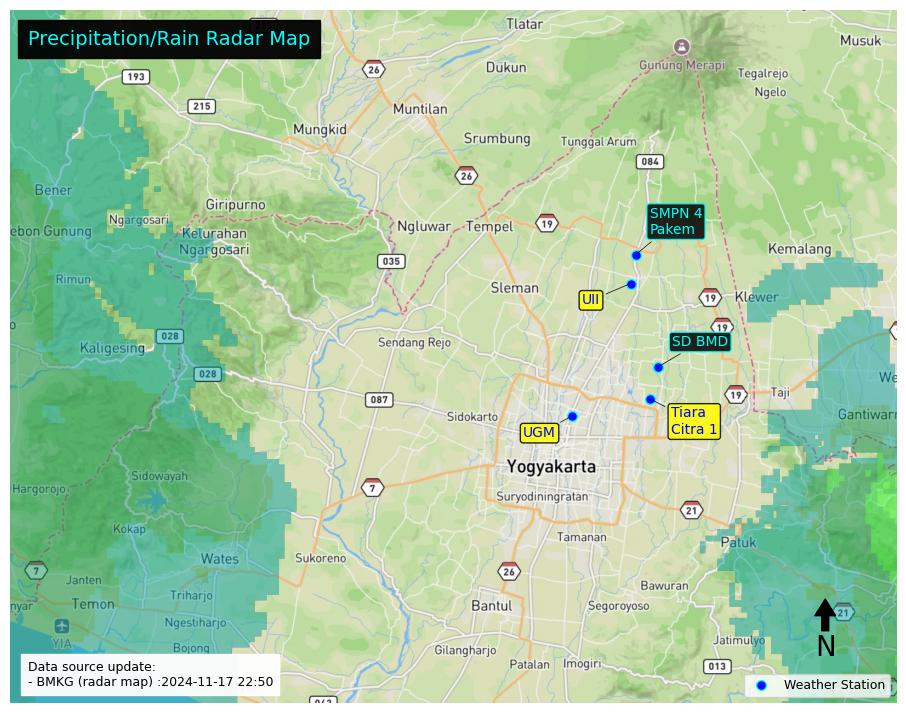 Precipitation/Rain Radar Map
Tlatar
Musuk
26
Gunung Merapi
193
Dukun
Tegalrejo
Ngelo
215
Muntilan
Mungkid
Srumbung
Tunggal Arum
084
26
Bener
Giripurno
SMPN 4
Pakem
Ngargosari
ebon Gunung
Kelurahan
Ngargosari
Ngluwar
Tempel
19
Kemalang
035
Rimun
Sleman
UII
19
Klewer
19
028
Kaligesing
Sendang Rejo
SD BMD
028
We
087
19
Taji
Sidokarto
Tiara
Citra 1
Gantiwarn
UGM
Yogyakarta
Sidowayah
Hargorojo
7
Suryodiningratan
21
Kokap
Tamanan
Patuk
Wates
Sukoreno
7
26
Janten
Bawuran
Triharjo
nyar
Temon
Bantul
Segoroyoso
21
Ngestiharjo
YIA
N
Bojong
Gilangharjo
Jatimulyo
Patalan
Imogiri
013
Data source update:
- BMKG (radar map) :2024-11-17 22:50
Weather Station